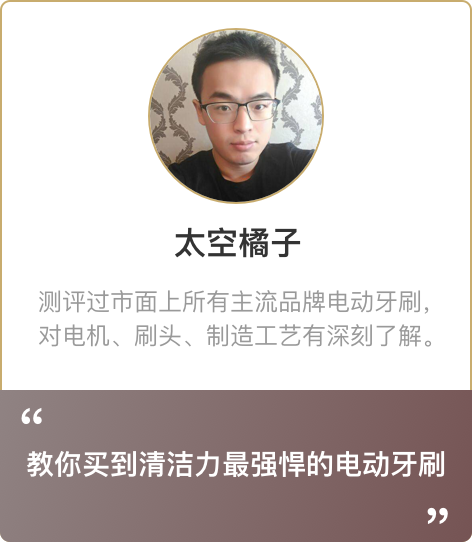 太空橘子
测评过市面上所有主流品牌电动牙刷，
对电机、刷头、制造工艺有深刻了解。
“
教你买到清洁力最强悍的电动牙刷
”